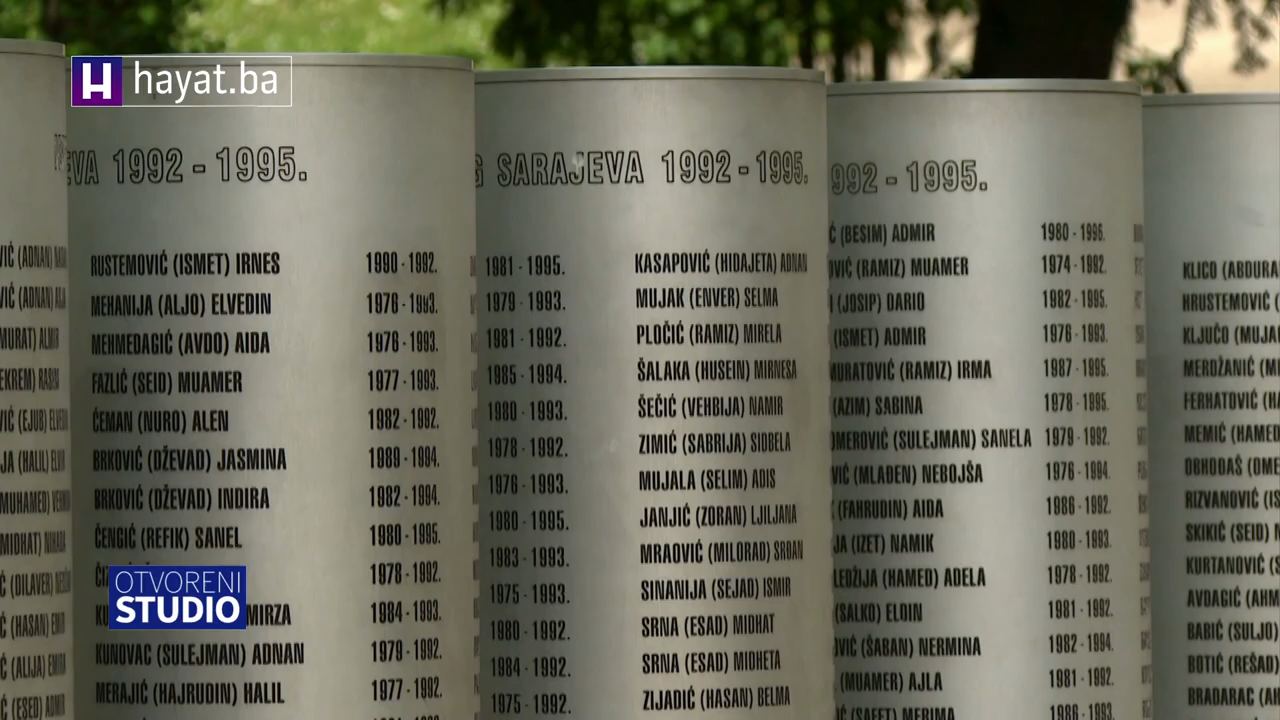 hayat.ba
1992 - 1995.
SARAJEVA 1992 - 1995.
- 1995.
RUSTEMOVIĆ (ISMET) IRNES 1990 - 1992.
MEHANIJA (ALJO) ELVEDIN
MEHMEDAGIĆ (AVDO) AIDA 1976 - 1993.
FAZLIĆ (SEID) MUAMER 1977 - 1993.
ĆEMAN (NURO) ALEN 1982 - 1992.
BRKOVIĆ (DŽEVAD) JASMINA 1989 - 1994.
BRKOVIĆ (DŽEVAD) INDIRA 1982 - 1994.
ČENGIĆ (REFIK) SANEL 1980 - 1995.
1978 - 1992.
MIRZA 1984 - 1993.
KUNOVAC (SULEJMAN) ADNAN 1979 - 1992.
MERAJIĆ (HAJRUDIN) HALIL 1977 - 1992.
OTVORENI
STUDIO
1981 - 1995. KASAPOVIĆ (HIDAJETA) ADNAN
1979 - 1993. MUJAK (ENVER) SELMA
1981 - 1992. PLOČIĆ (RAMIZ) MIRELA
1985 - 1994. ŠALAKA (HUSEIN) MIRNESA
1980 - 1993. ŠEČIĆ (VEHBIJA) NAMIR
1978 - 1992. ZIMIĆ (SABRIJA) SIDBELA
1976 - 1993. MUJALA (SELIM) ADIS
1980 - 1995. JANJIĆ (ZORAN) LJILJANA
1983 - 1993. MRAOVIĆ (MILORAD) SRĐAN
1975 - 1993. SINANIJA (SEJAD) ISMIR
1980 - 1992. SRNA (ESAD) MIDHAT
1984 - 1992. SRNA (ESAD) MIDHETA
1975 - 1992. ZIJADIĆ (HASAN) BELMA
(BESIM) ADMIR 1980 - 1996.
(RAMIZ) MUAMER 1974 - 1992.
(JOSIP) DARIO 1982 - 1995.
(ISMET) ADMIR 1976 - 1993.
(RAMIZ) IRMA 1987 - 1995.
(AZIM) SABINA 1978 - 1995.
(SULEJMAN) SANELA 1979 - 1992.
(MLAĐEN) NEBOJŠA 1976 - 1994.
(FAHRUDIN) AIDA 1986 - 1992.
(IZET) NAMIK 1980 - 1993.
(HAMED) ADELA 1978 - 1992.
(SALKO) ELDIN 1981 - 1992.
(ŠABAN) NERMINA 1982 - 1994.
(MUAMER) AJLA 1981 - 1992.
(SAFET) MERIMA 1986 - 1993.
KLICO
HRUSTEMOVIĆ
KLJUČO
MERDŽANIĆ
FERHATOVIĆ
MEMIĆ (HAMED
OBHOĐAŠ
RIZVANOVIĆ
SKIKIĆ (SEID)
KURTANOVIĆ
AVDAGIĆ
BABIĆ (SULJO)
BOTIĆ (REŠAD)
BRADARAC